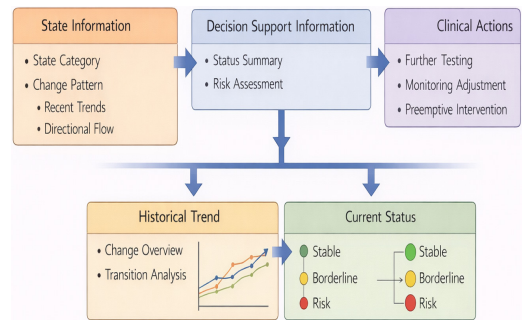 State Information
• State Category
• Change Pattern
• Recent Trends
• Directional Flow
Decision Support Information
• Status Summary
• Risk Assessment
Clinical Actions
• Further Testing
• Monitoring Adjustment
• Preemptive Intervention
Historical Trend
• Change Overview
• Transition Analysis
Current Status
Stable
Borderline
Risk
Stable
Borderline
Risk